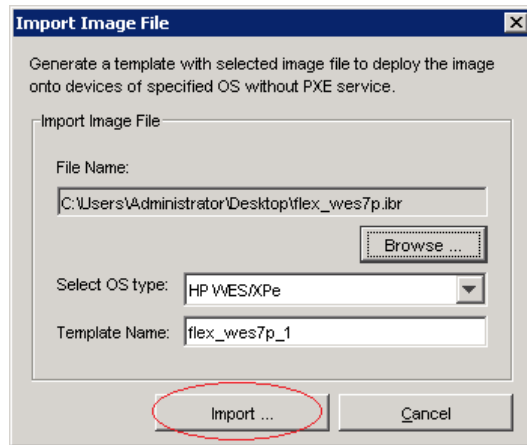 Import Image File
Generate a template with selected image file to deploy the image
onto devices of specified OS without PXE service.
Import Image File
File Name:
C:\Users\Administrator\Desktop\flex_wes7p.ibr
Browse ...
Select OS type:
HP WES/XPe
Template Name:
flex_wes7p_1
Import ...
Cancel